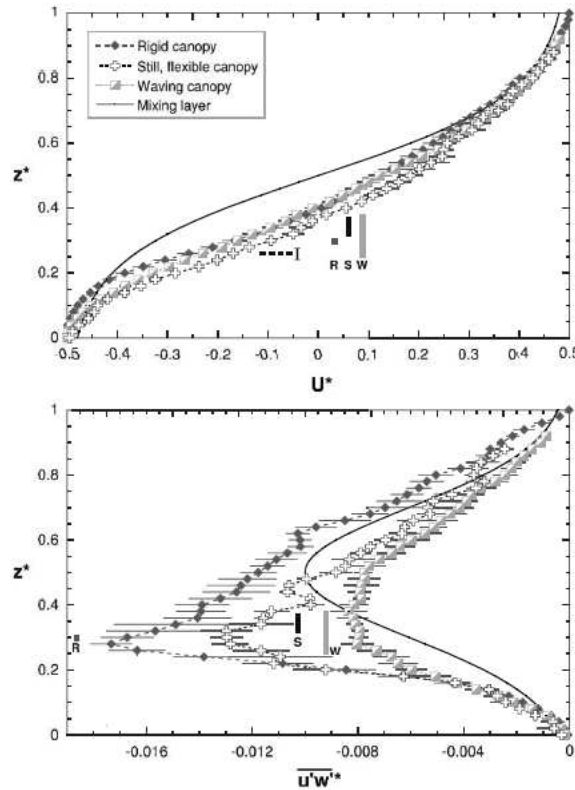 1
0.8
0.6
0.4
0.2
0
z*
Rigid canopy
Still, flexible canopy
Waving canopy
Mixing layer
I
R S W
-0.5 -0.4 -0.3 -0.2 -0.1 0 0.1 0.2 0.3 0.4 0.5
U*
1
0.8
0.6
0.4
0.2
0
z*
R
S
W
-0.016 -0.012 -0.008 -0.004 0
u'w'*